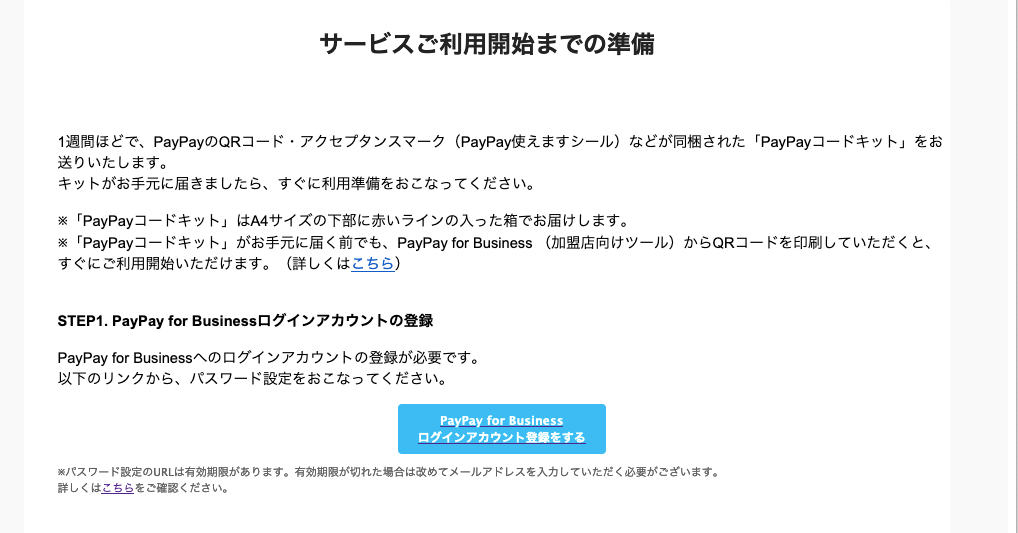 サービスご利用開始までの準備
1週間ほどで、PayPayのQRコード・アクセプタンスマーク（PayPay使えますシール）などが同梱された「PayPayコードキット」をお
送りいたします。
キットがお手元に届きましたら、すぐに利用準備をおこなってください。
※「PayPayコードキット」はA4サイズの下部に赤いラインの入った箱でお届けします。
※「PayPayコードキット」がお手元に届く前でも、PayPay for Business （加盟店向けツール）からQRコードを印刷していただくと、
すぐにご利用開始いただけます。（詳しくはこちら）
STEP1. PayPay for Businessログインアカウントの登録
PayPay for Businessへのログインアカウントの登録が必要です。
以下のリンクから、パスワード設定をおこなってください。
PayPay for Business
ログインアカウント登録をする
※パスワード設定のURLは有効期限があります。有効期限が切れた場合は改めてメールアドレスを入力していただく必要がございます。
詳しくはこちらをご確認ください。